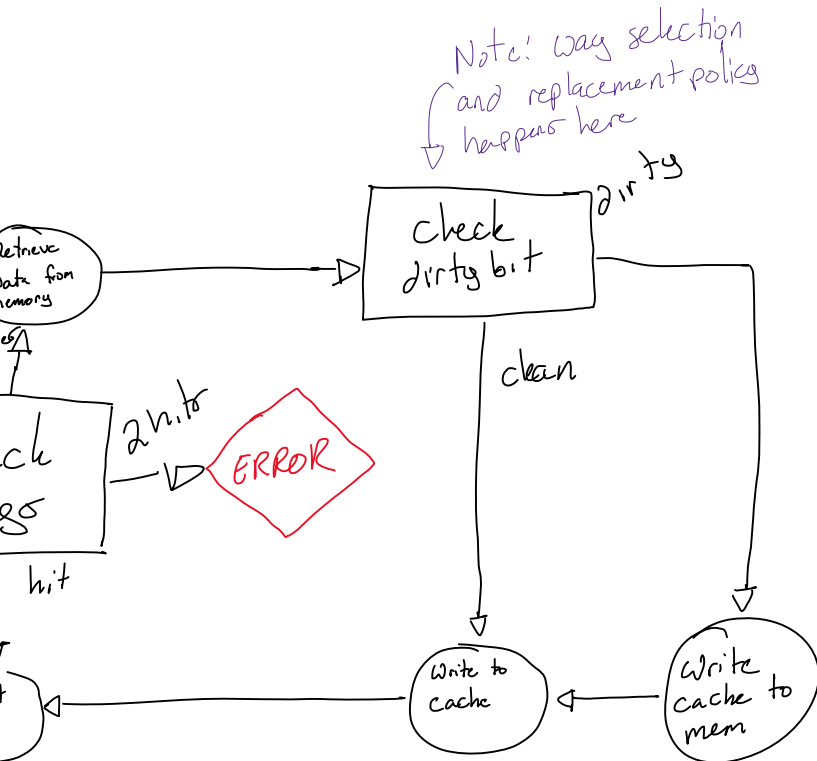 Note: way selection
and replacement policy
happens here
dirty
Check
dirty bit
Retrieve
Data from
memory
clean
2 hits
ERROR
hit
Write to
cache
Write
cache to
mem